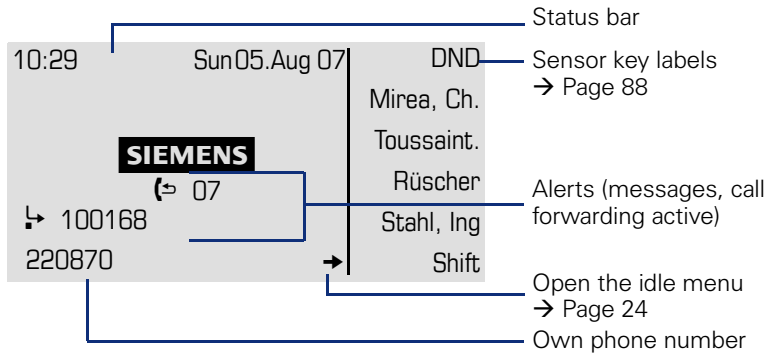 Status bar
10:29 Sun 05.Aug 07 DND
Sensor key labels
→ Page 88
Mirea, Ch.
Toussaint.
SIEMENS
Rüscher
07
Alerts (messages, call
forwarding active)
100168
Stahl, Ing
220870 → Shift
Open the idle menu
→ Page 24
Own phone number